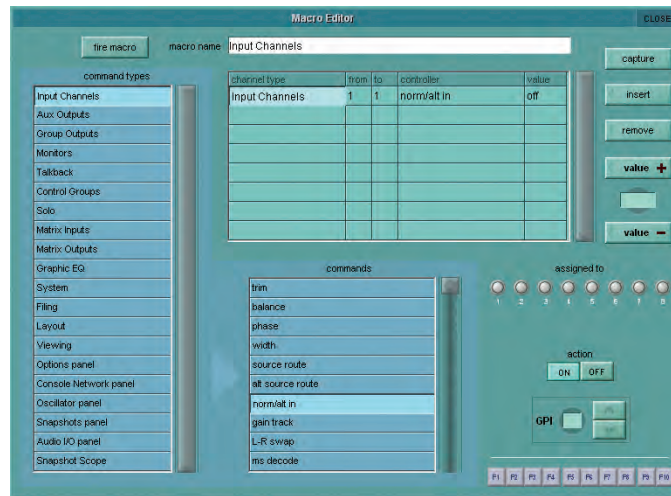 Macro Editor
CLOSE
fire macro
macro name
Input Channels
capture
insert
remove
value +
value -
command types
Input Channels
Aux Outputs
Group Outputs
Monitors
Talkback
Control Groups
Solo
Matrix Inputs
Matrix Outputs
Graphic EQ
System
Filing
Layout
Viewing
Options panel
Console Network panel
Oscillator panel
Snapshots panel
Audio I/O panel
Snapshot Scope
channel type from to controller value
Input Channels 1 1 norm/alt in off
commands
trim
balance
phase
width
source route
alt source route
norm/alt in
gain track
L-R swap
ms decode
assigned to
1 2 3 4 5 6 7 8
action
ON OFF
GPI
F1 F2 F3 F4 F5 F6 F7 F8 F9 F10